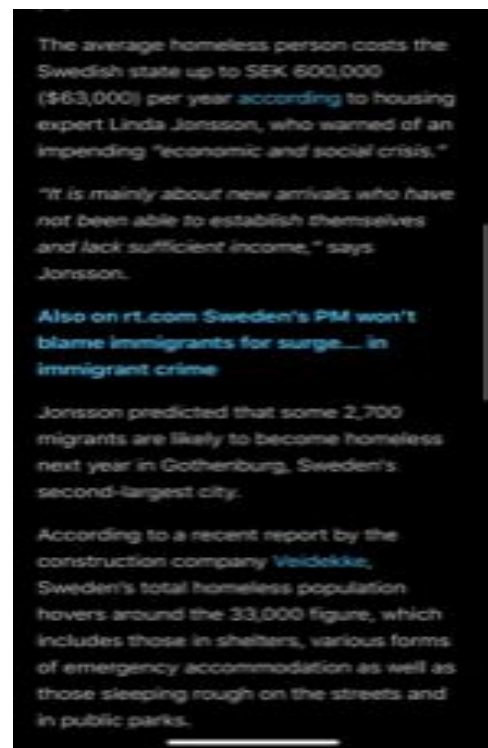 The average homeless person costs the
Swedish state up to SEK 600,000
($63,000) per year according to housing
expert Linda Jonsson, who warned of an
impending "economic and social crisis."
"It is mainly about new arrivals who have
not been able to establish themselves
and lack sufficient income," says
Jonsson.
Also on rt.com Sweden's PM won't
blame immigrants for surge... in
immigrant crime
Jonsson predicted that some 2,700
migrants are likely to become homeless
next year in Gothenburg, Sweden's
second-largest city.
According to a recent report by the
construction company Veidekke,
Sweden's total homeless population
hovers around the 33,000 figure, which
includes those in shelters, various forms
of emergency accommodation as well as
those sleeping rough on the streets and
in public parks.